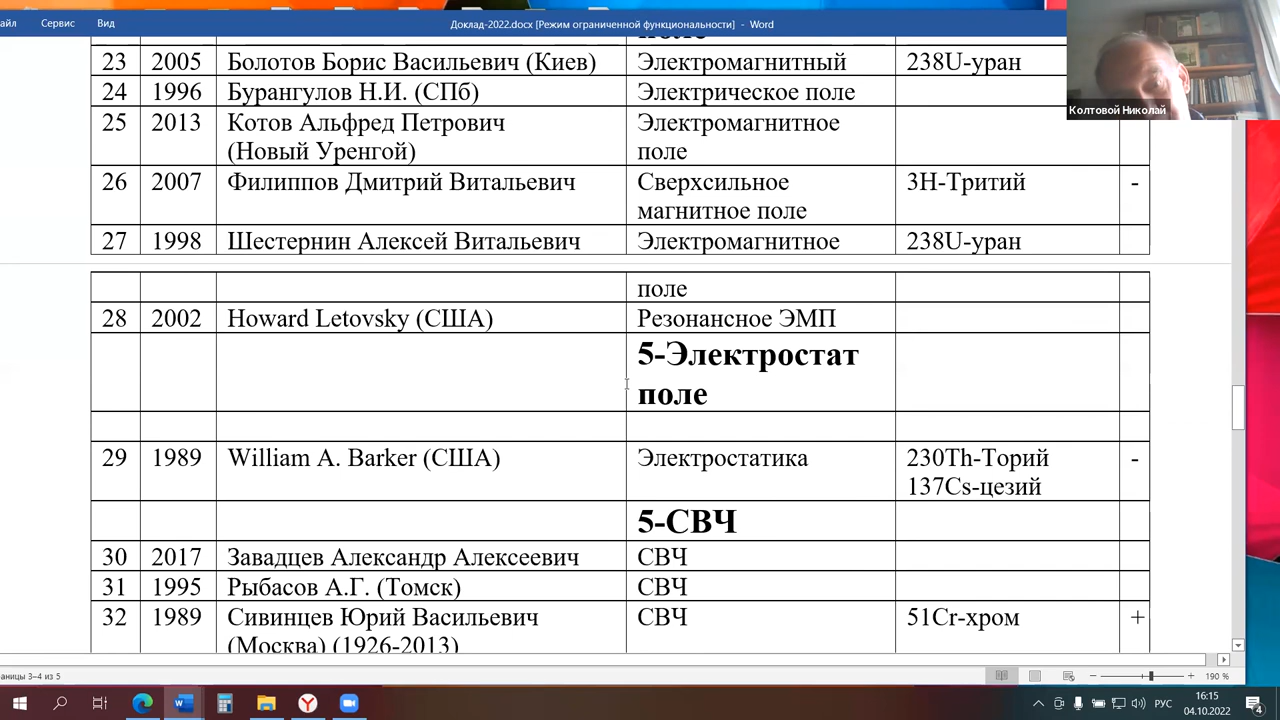 айл Сервис Вид Доклад-2022.docx [Режим ограниченной функциональности] - Word
поле
23 2005 Болотов Борис Васильевич (Киев) Электромагнитный 238U-уран
24 1996 Бурангулов Н.И. (СПб) Электрическое поле
Колтовой Николай
25 2013 Котов Альфред Петрович Электромагнитное
(Новый Уренгой) поле
26 2007 Филиппов Дмитрий Витальевич Сверхсильное 3Н-Тритий -
магнитное поле
27 1998 Шестернин Алексей Витальевич Электромагнитное 238U-уран
поле
28 2002 Howard Letovsky (США) Резонансное ЭМП
5-Электростат
поле
29 1989 William A. Barker (США) Электростатика 230Th-Торий -
137Cs-цезий
5-СВЧ
30 2017 Завадцев Александр Алексеевич СВЧ
31 1995 Рыбасов А.Г. (Томск) СВЧ
32 1989 Сивинцев Юрий Васильевич СВЧ 51Cr-хром +
(Москва) (1926-2013)
аницы 3–4 из 5 190 %
РУС 16:15
04.10.2022 4